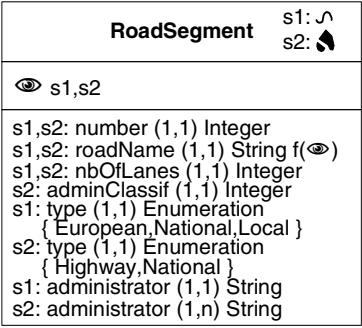 RoadSegment
s1:
s2:
s1,s2
s1,s2: number (1,1) Integer
s1,s2: roadName (1,1) String f( )
s1,s2: nbOfLanes (1,1) Integer
s2: adminClassif (1,1) Integer
s1: type (1,1) Enumeration
{ European,National,Local }
s2: type (1,1) Enumeration
{ Highway,National }
s1: administrator (1,1) String
s2: administrator (1,n) String